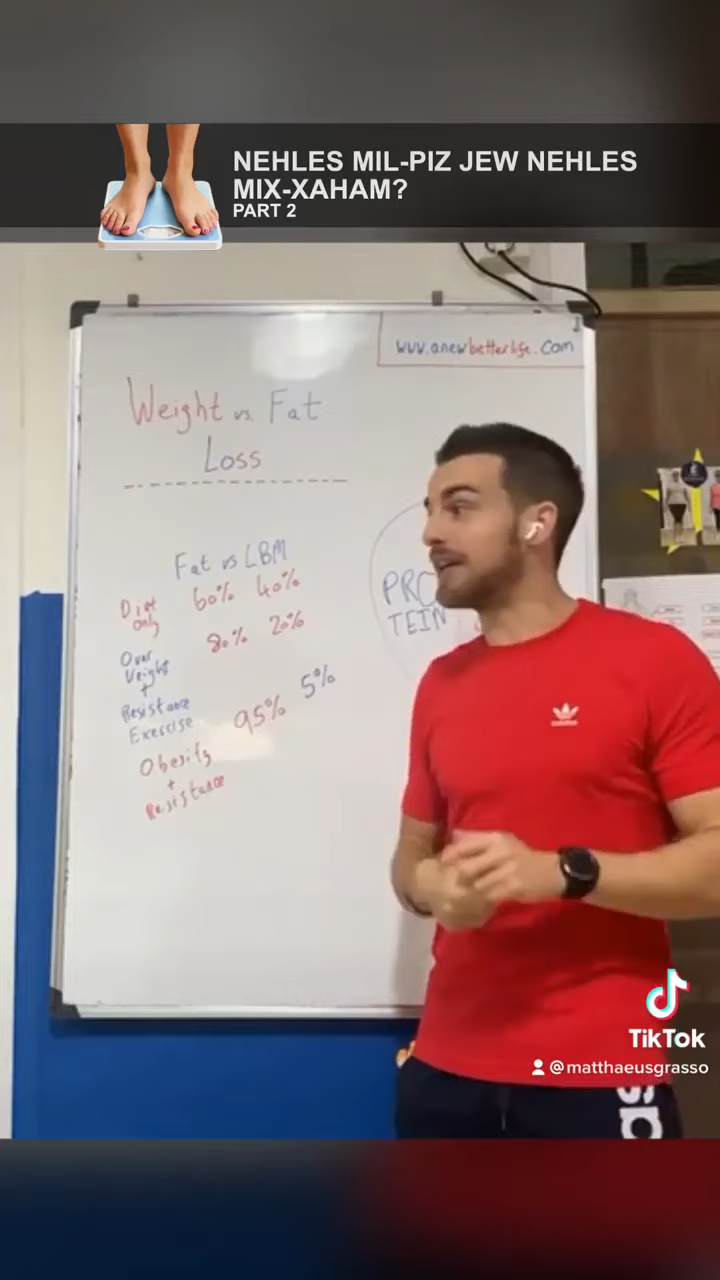 NEHLES MIL-PIZ JEW NEHLES
MIX-XAHAM?
PART 2
www.anewbetterlife.com
Weight vs. Fat
Loss
Fat vs LBM
Diet only 60% 40%
Over Weight + Resistance Exercise 80% 20%
Obesity + Resistance 95% 5%
PRO
TEIN
TikTok
@matthaeusgrasso